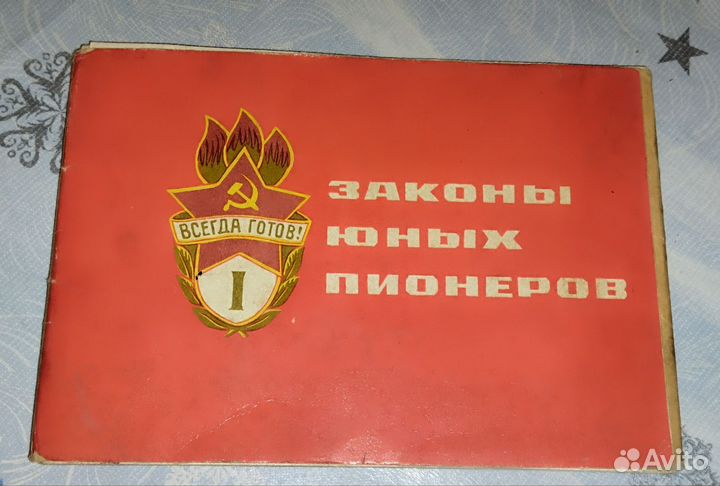 ВСЕГДА ГОТОВ!
I
ЗАКОНЫ
ЮНЫХ
ПИОНЕРОВ
Avito